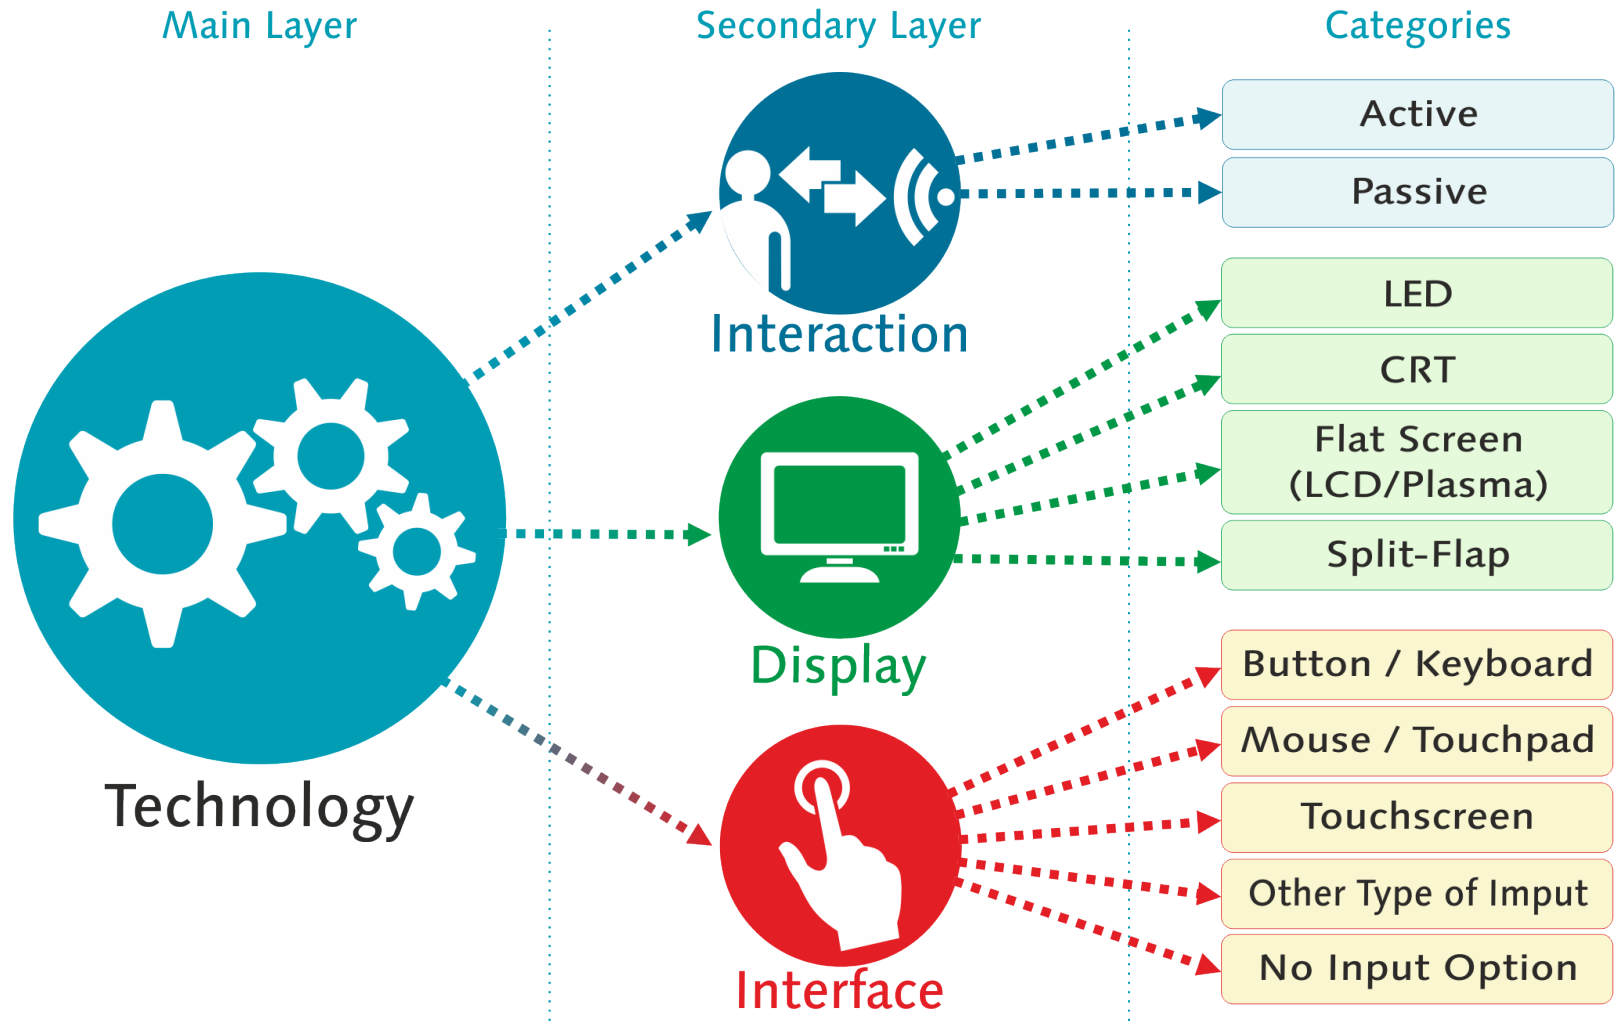 Main Layer
Secondary Layer
Categories
Technology
Interaction
Active
Passive
Display
LED
CRT
Flat Screen
(LCD/Plasma)
Split-Flap
Interface
Button / Keyboard
Mouse / Touchpad
Touchscreen
Other Type of Imput
No Input Option